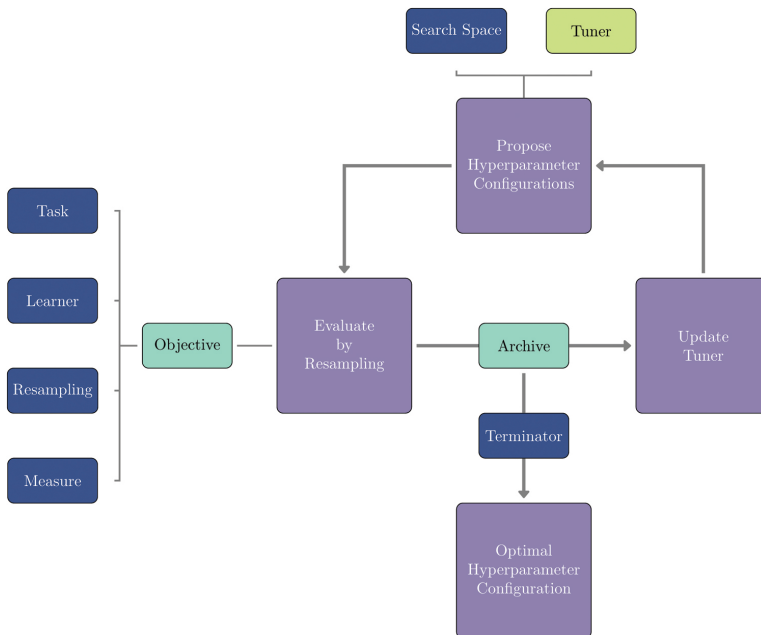 Search Space
Tuner
Propose
Hyperparameter
Configurations
Task
Learner
Resampling
Measure
Objective
Evaluate
by
Resampling
Archive
Update
Tuner
Terminator
Optimal
Hyperparameter
Configuration